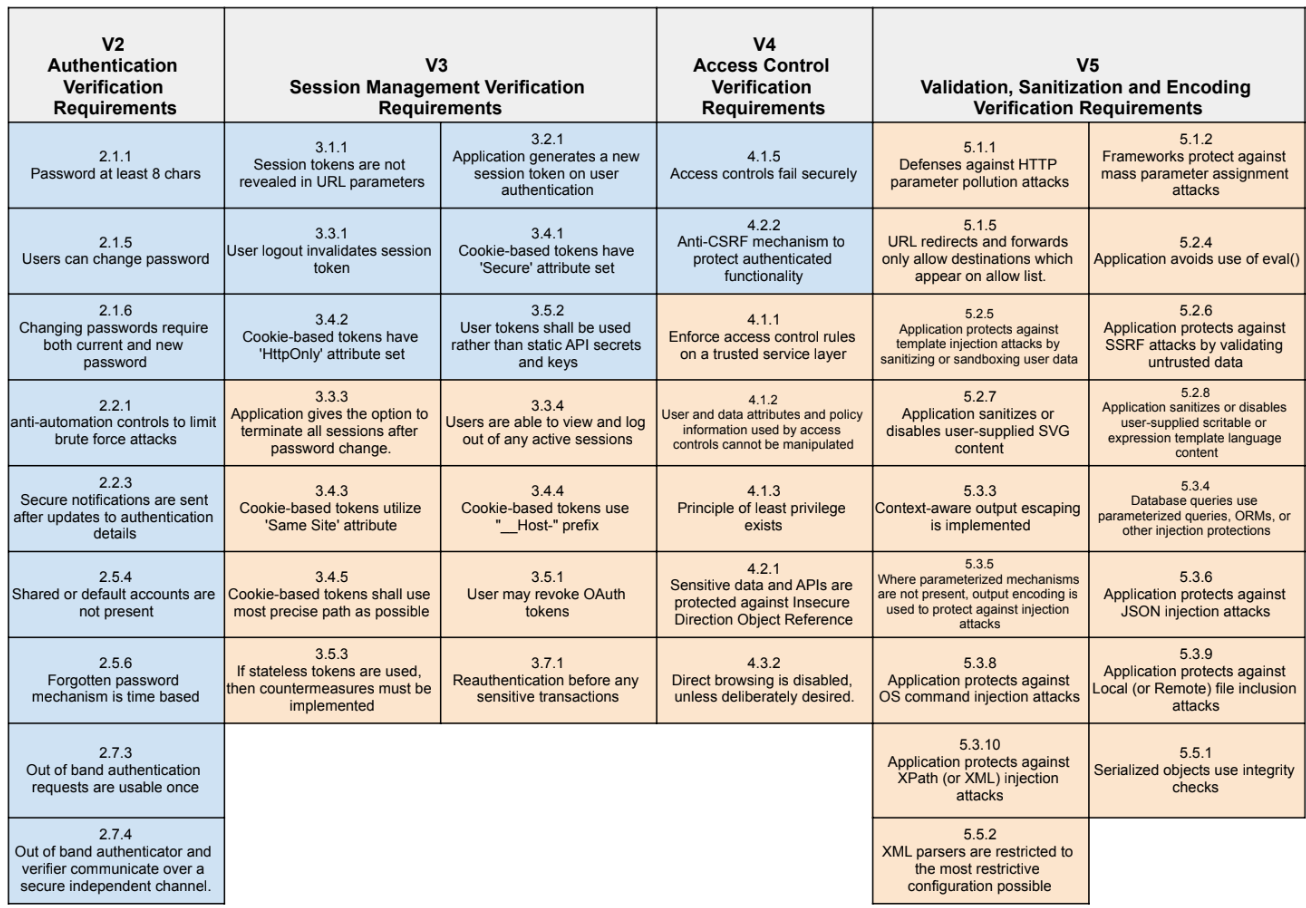 V2
Authentication
Verification
Requirements
V3
Session Management Verification
Requirements
V4
Access Control
Verification
Requirements
V5
Validation, Sanitization and Encoding
Verification Requirements
2.1.1
Password at least 8 chars
3.1.1
Session tokens are not
revealed in URL parameters
3.2.1
Application generates a new
session token on user
authentication
4.1.5
Access controls fail securely
5.1.1
Defenses against HTTP
parameter pollution attacks
5.1.2
Frameworks protect against
mass parameter assignment
attacks
2.1.5
Users can change password
3.3.1
User logout invalidates session
token
3.4.1
Cookie-based tokens have
'Secure' attribute set
4.2.2
Anti-CSRF mechanism to
protect authenticated
functionality
5.1.5
URL redirects and forwards
only allow destinations which
appear on allow list.
5.2.4
Application avoids use of eval()
2.1.6
Changing passwords require
both current and new
password
3.4.2
Cookie-based tokens have
'HttpOnly' attribute set
3.5.2
User tokens shall be used
rather than static API secrets
and keys
4.1.1
Enforce access control rules
on a trusted service layer
5.2.5
Application protects against
template injection attacks by
sanitizing or sandboxing user data
5.2.6
Application protects against
SSRF attacks by validating
untrusted data
2.2.1
anti-automation controls to limit
brute force attacks
3.3.3
Application gives the option to
terminate all sessions after
password change.
3.3.4
Users are able to view and log
out of any active sessions
4.1.2
User and data attributes and policy
information used by access
controls cannot be manipulated
5.2.7
Application sanitizes or
disables user-supplied SVG
content
5.2.8
Application sanitizes or disables
user-supplied scritable or
expression template language
content
2.2.3
Secure notifications are sent
after updates to authentication
details
3.4.3
Cookie-based tokens utilize
'Same Site' attribute
3.4.4
Cookie-based tokens use
"__Host-" prefix
4.1.3
Principle of least privilege
exists
5.3.3
Context-aware output escaping
is implemented
5.3.4
Database queries use
parameterized queries, ORMs, or
other injection protections
2.5.4
Shared or default accounts are
not present
3.4.5
Cookie-based tokens shall use
most precise path as possible
3.5.1
User may revoke OAuth
tokens
4.2.1
Sensitive data and APIs are
protected against Insecure
Direction Object Reference
5.3.5
Where parameterized mechanisms
are not present, output encoding is
used to protect against injection
attacks
5.3.6
Application protects against
JSON injection attacks
2.5.6
Forgotten password
mechanism is time based
3.5.3
If stateless tokens are used,
then countermeasures must be
implemented
3.7.1
Reauthentication before any
sensitive transactions
4.3.2
Direct browsing is disabled,
unless deliberately desired.
5.3.8
Application protects against
OS command injection attacks
5.3.9
Application protects against
Local (or Remote) file inclusion
attacks
2.7.3
Out of band authentication
requests are usable once
5.3.10
Application protects against
XPath (or XML) injection
attacks
5.5.1
Serialized objects use integrity
checks
2.7.4
Out of band authenticator and
verifier communicate over a
secure independent channel.
5.5.2
XML parsers are restricted to
the most restrictive
configuration possible